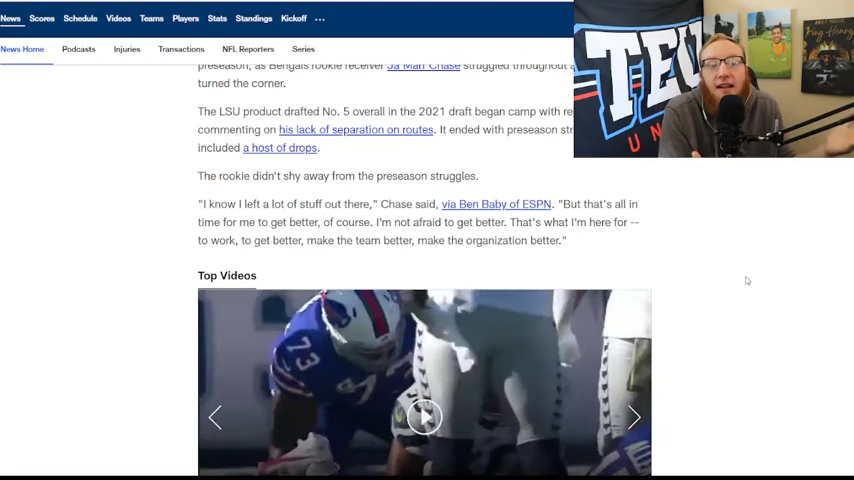 News Scores Schedule Videos Teams Players Stats Standings Kickoff ...
News Home Podcasts Injuries Transactions NFL Reporters Series
preseason, as Bengals rookie receiver Ja'Marr Chase struggled throughout
turned the corner.
The LSU product drafted No. 5 overall in the 2021 draft began camp with
commenting on his lack of separation on routes. It ended with preseason
included a host of drops.
The rookie didn't shy away from the preseason struggles.
"I know I left a lot of stuff out there," Chase said, via Ben Baby of ESPN. "But that's all in
time for me to get better, of course. I'm not afraid to get better. That's what I'm here for --
to work, to get better, make the team better, make the organization better."
Top Videos
73
KING HENRY